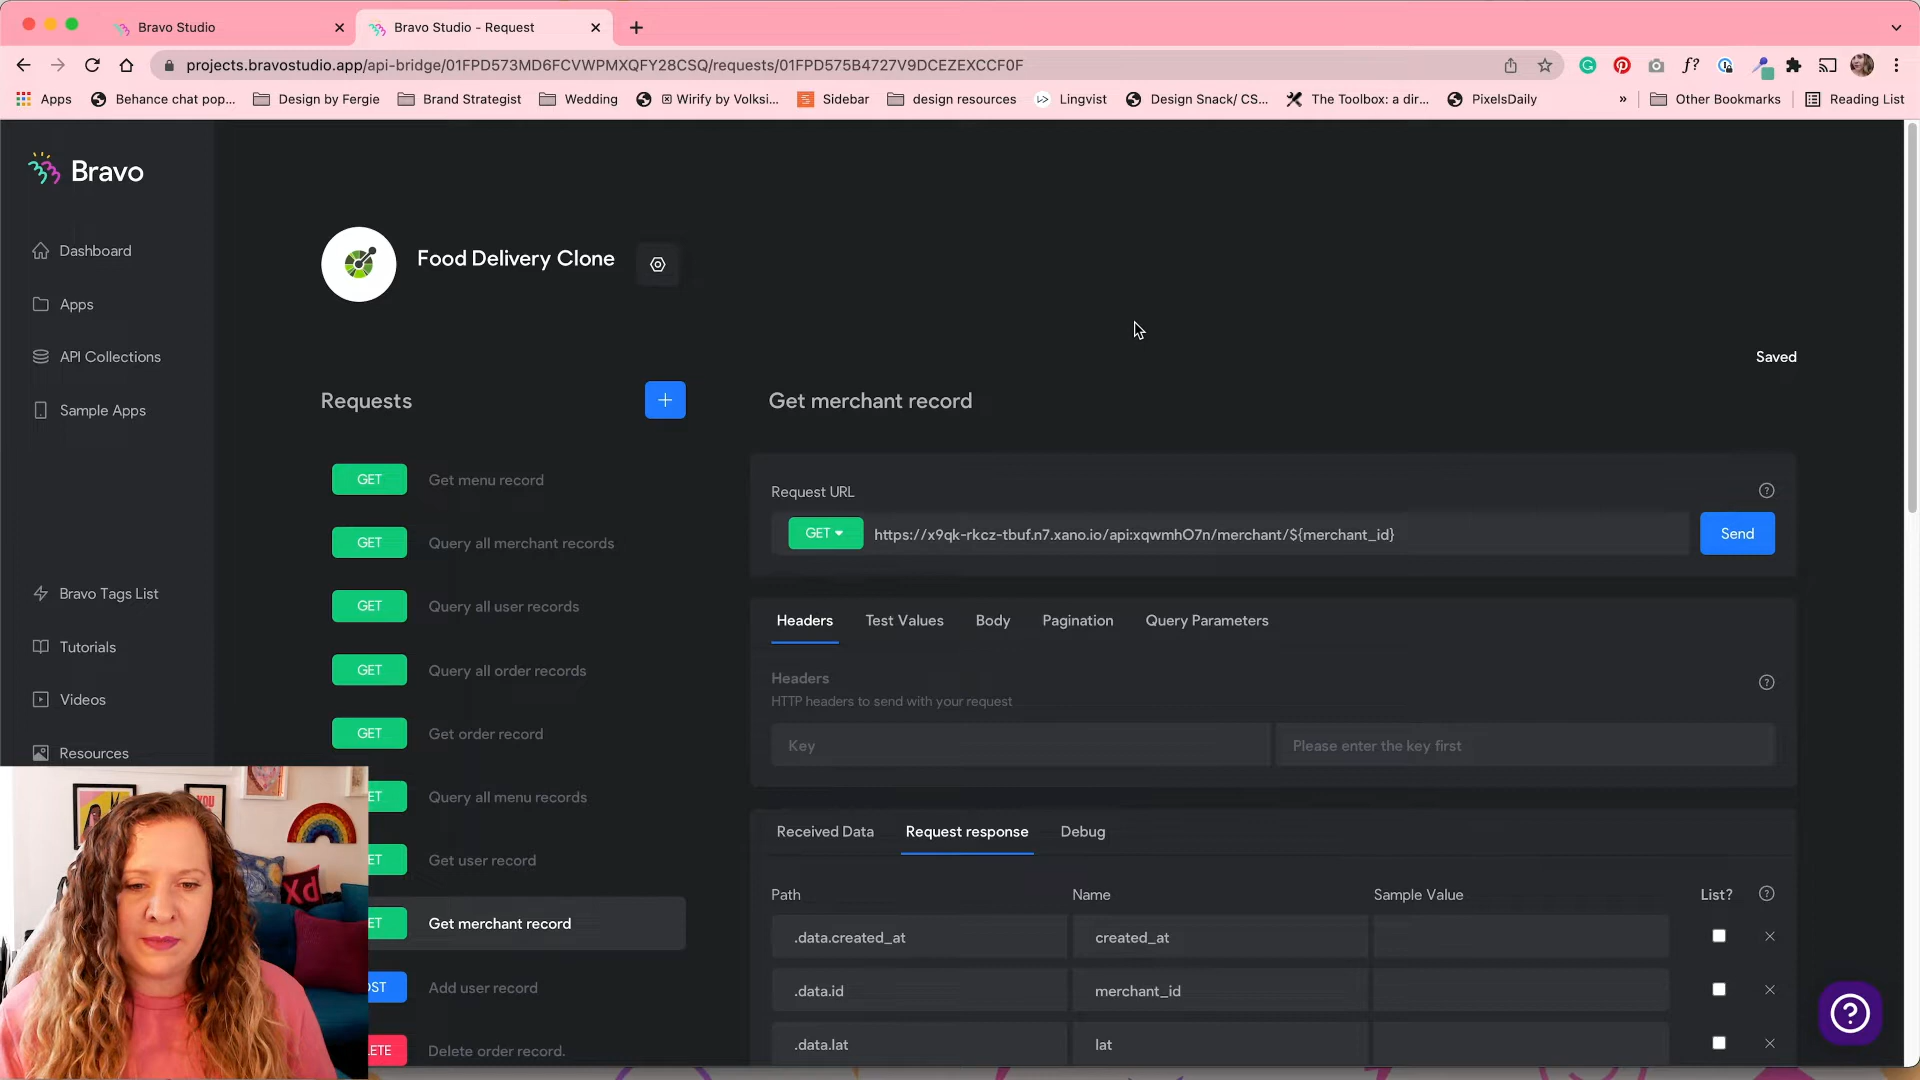 Bravo Studio
Bravo Studio - Request
projects.bravostudio.app/api-bridge/01FPD573MD6FCVWPMXQFY28CSQ/requests/01FPD575B4727V9DCEZEXCCF0F
f?
Apps
Behance chat pop...
Design by Fergie
Brand Strategist
Wedding
Wirify by Volksi...
Sidebar
design resources
Lingvist
Design Snack/ CS...
The Toolbox: a dir...
PixelsDaily
»
Other Bookmarks
Reading List
Bravo
Dashboard
Apps
API Collections
Sample Apps
Bravo Tags List
Tutorials
Videos
Resources
Food Delivery Clone
Saved
Requests
+
GET Get menu record
GET Query all merchant records
GET Query all user records
GET Query all order records
GET Get order record
ET Query all menu records
ET Get user record
ET Get merchant record
OST Add user record
LETE Delete order record.
Get merchant record
Request URL
GET https://x9qk-rkcz-tbuf.n7.xano.io/api:xqwmhO7n/merchant/${merchant_id}
Send
Headers Test Values Body Pagination Query Parameters
Headers
HTTP headers to send with your request
Key Please enter the key first
Received Data Request response Debug
Path Name Sample Value List?
.data.created_at created_at
.data.id merchant_id
.data.lat lat
YOU
XD